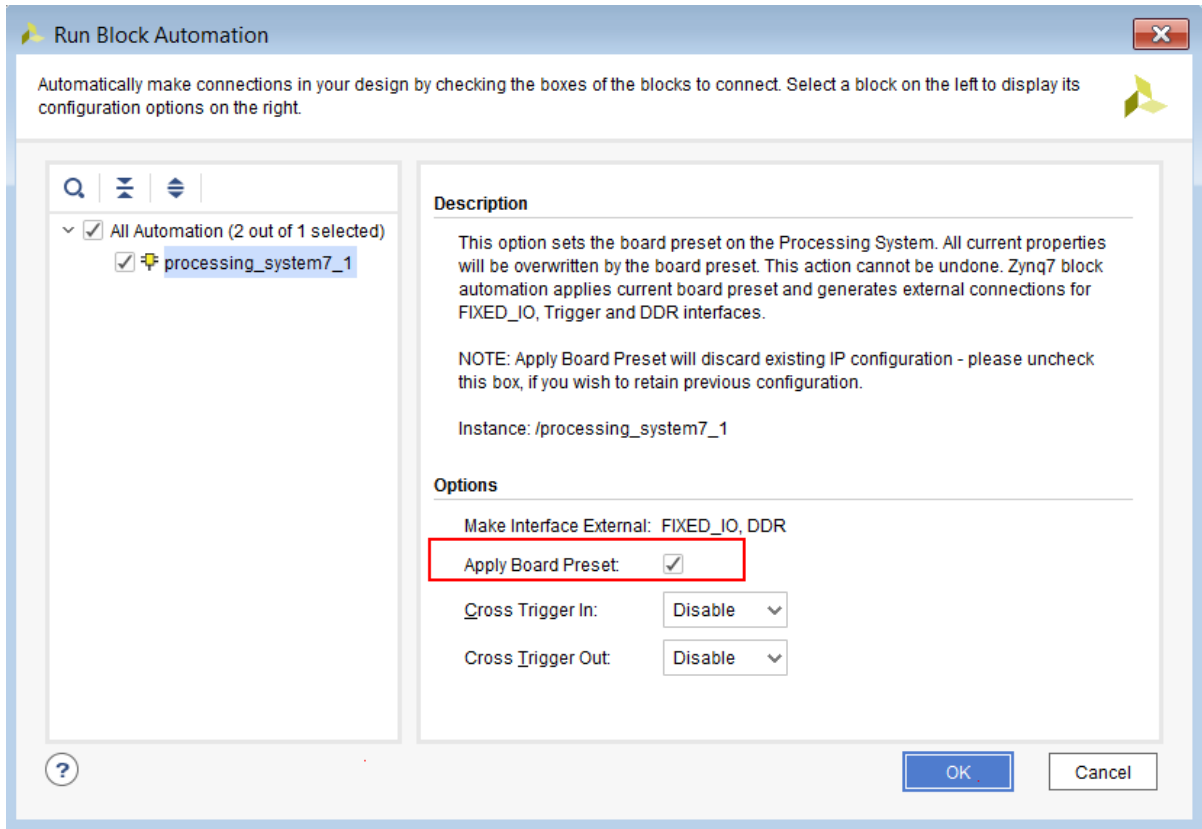 Run Block Automation
Automatically make connections in your design by checking the boxes of the blocks to connect. Select a block on the left to display its
configuration options on the right.
All Automation (2 out of 1 selected)
processing_system7_1
Description
This option sets the board preset on the Processing System. All current properties
will be overwritten by the board preset. This action cannot be undone. Zynq7 block
automation applies current board preset and generates external connections for
FIXED_IO, Trigger and DDR interfaces.
NOTE: Apply Board Preset will discard existing IP configuration - please uncheck
this box, if you wish to retain previous configuration.
Instance: /processing_system7_1
Options
Make Interface External: FIXED_IO, DDR
Apply Board Preset:
Cross Trigger In: Disable
Cross Trigger Out: Disable
?
OK
Cancel